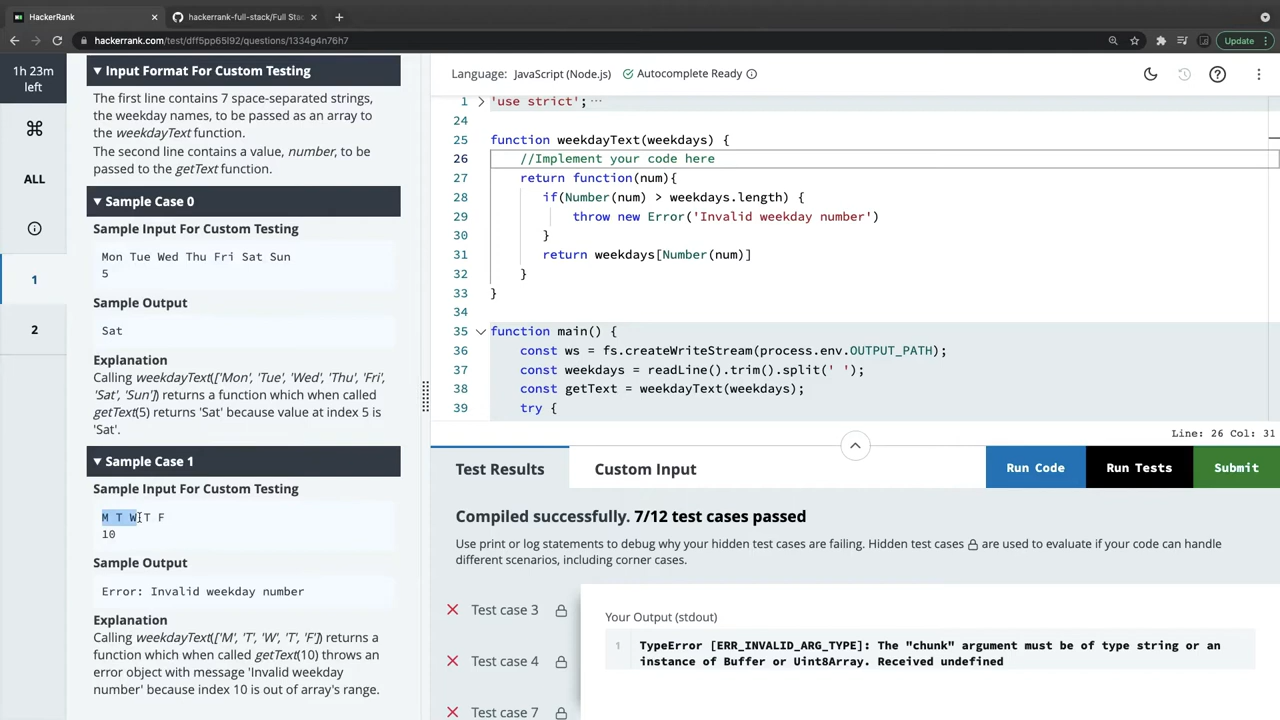 HackerRank
hackerrank-full-stack/Full Stac
hackerrank.com/test/dff5pp65l92/questions/1334g4n76h7
Update
1h 23m
left
ALL
1
2
Input Format For Custom Testing
The first line contains 7 space-separated strings,
the weekday names, to be passed as an array to
the weekdayText function.
The second line contains a value, number, to be
passed to the getText function.
Sample Case 0
Sample Input For Custom Testing
Mon Tue Wed Thu Fri Sat Sun
5
Sample Output
Sat
Explanation
Calling weekdayText(['Mon', 'Tue', 'Wed', 'Thu', 'Fri',
'Sat', 'Sun']) returns a function which when called
getText(5) returns 'Sat' because value at index 5 is
'Sat'.
Sample Case 1
Sample Input For Custom Testing
M T W T F
10
Sample Output
Error: Invalid weekday number
Explanation
Calling weekdayText(['M', 'T', 'W', 'T', 'F']) returns a
function which when called getText(10) throws an
error object with message 'Invalid weekday
number' because index 10 is out of array's range.
Language: JavaScript (Node.js)
Autocomplete Ready
1 'use strict'; ···
24
25 function weekdayText(weekdays) {
26 //Implement your code here
27 return function(num){
28 if(Number(num) > weekdays.length) {
29 throw new Error('Invalid weekday number')
30 }
31 return weekdays[Number(num)]
32 }
33 }
34
35 function main() {
36 const ws = fs.createWriteStream(process.env.OUTPUT_PATH);
37 const weekdays = readLine().trim().split(' ');
38 const getText = weekdayText(weekdays);
39 try {
Line: 26 Col: 31
Test Results
Custom Input
Run Code
Run Tests
Submit
Compiled successfully. 7/12 test cases passed
Use print or log statements to debug why your hidden test cases are failing. Hidden test cases are used to evaluate if your code can handle
different scenarios, including corner cases.
Test case 3
Test case 4
Test case 7
Your Output (stdout)
1 TypeError [ERR_INVALID_ARG_TYPE]: The "chunk" argument must be of type string or an
instance of Buffer or Uint8Array. Received undefined